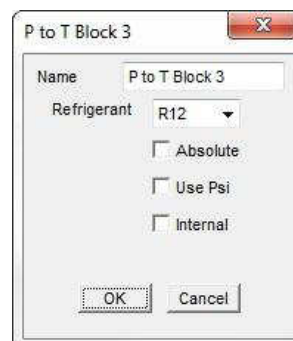 P to T Block 3
Name P to T Block 3
Refrigerant R12
Absolute
Use Psi
Internal
OK Cancel